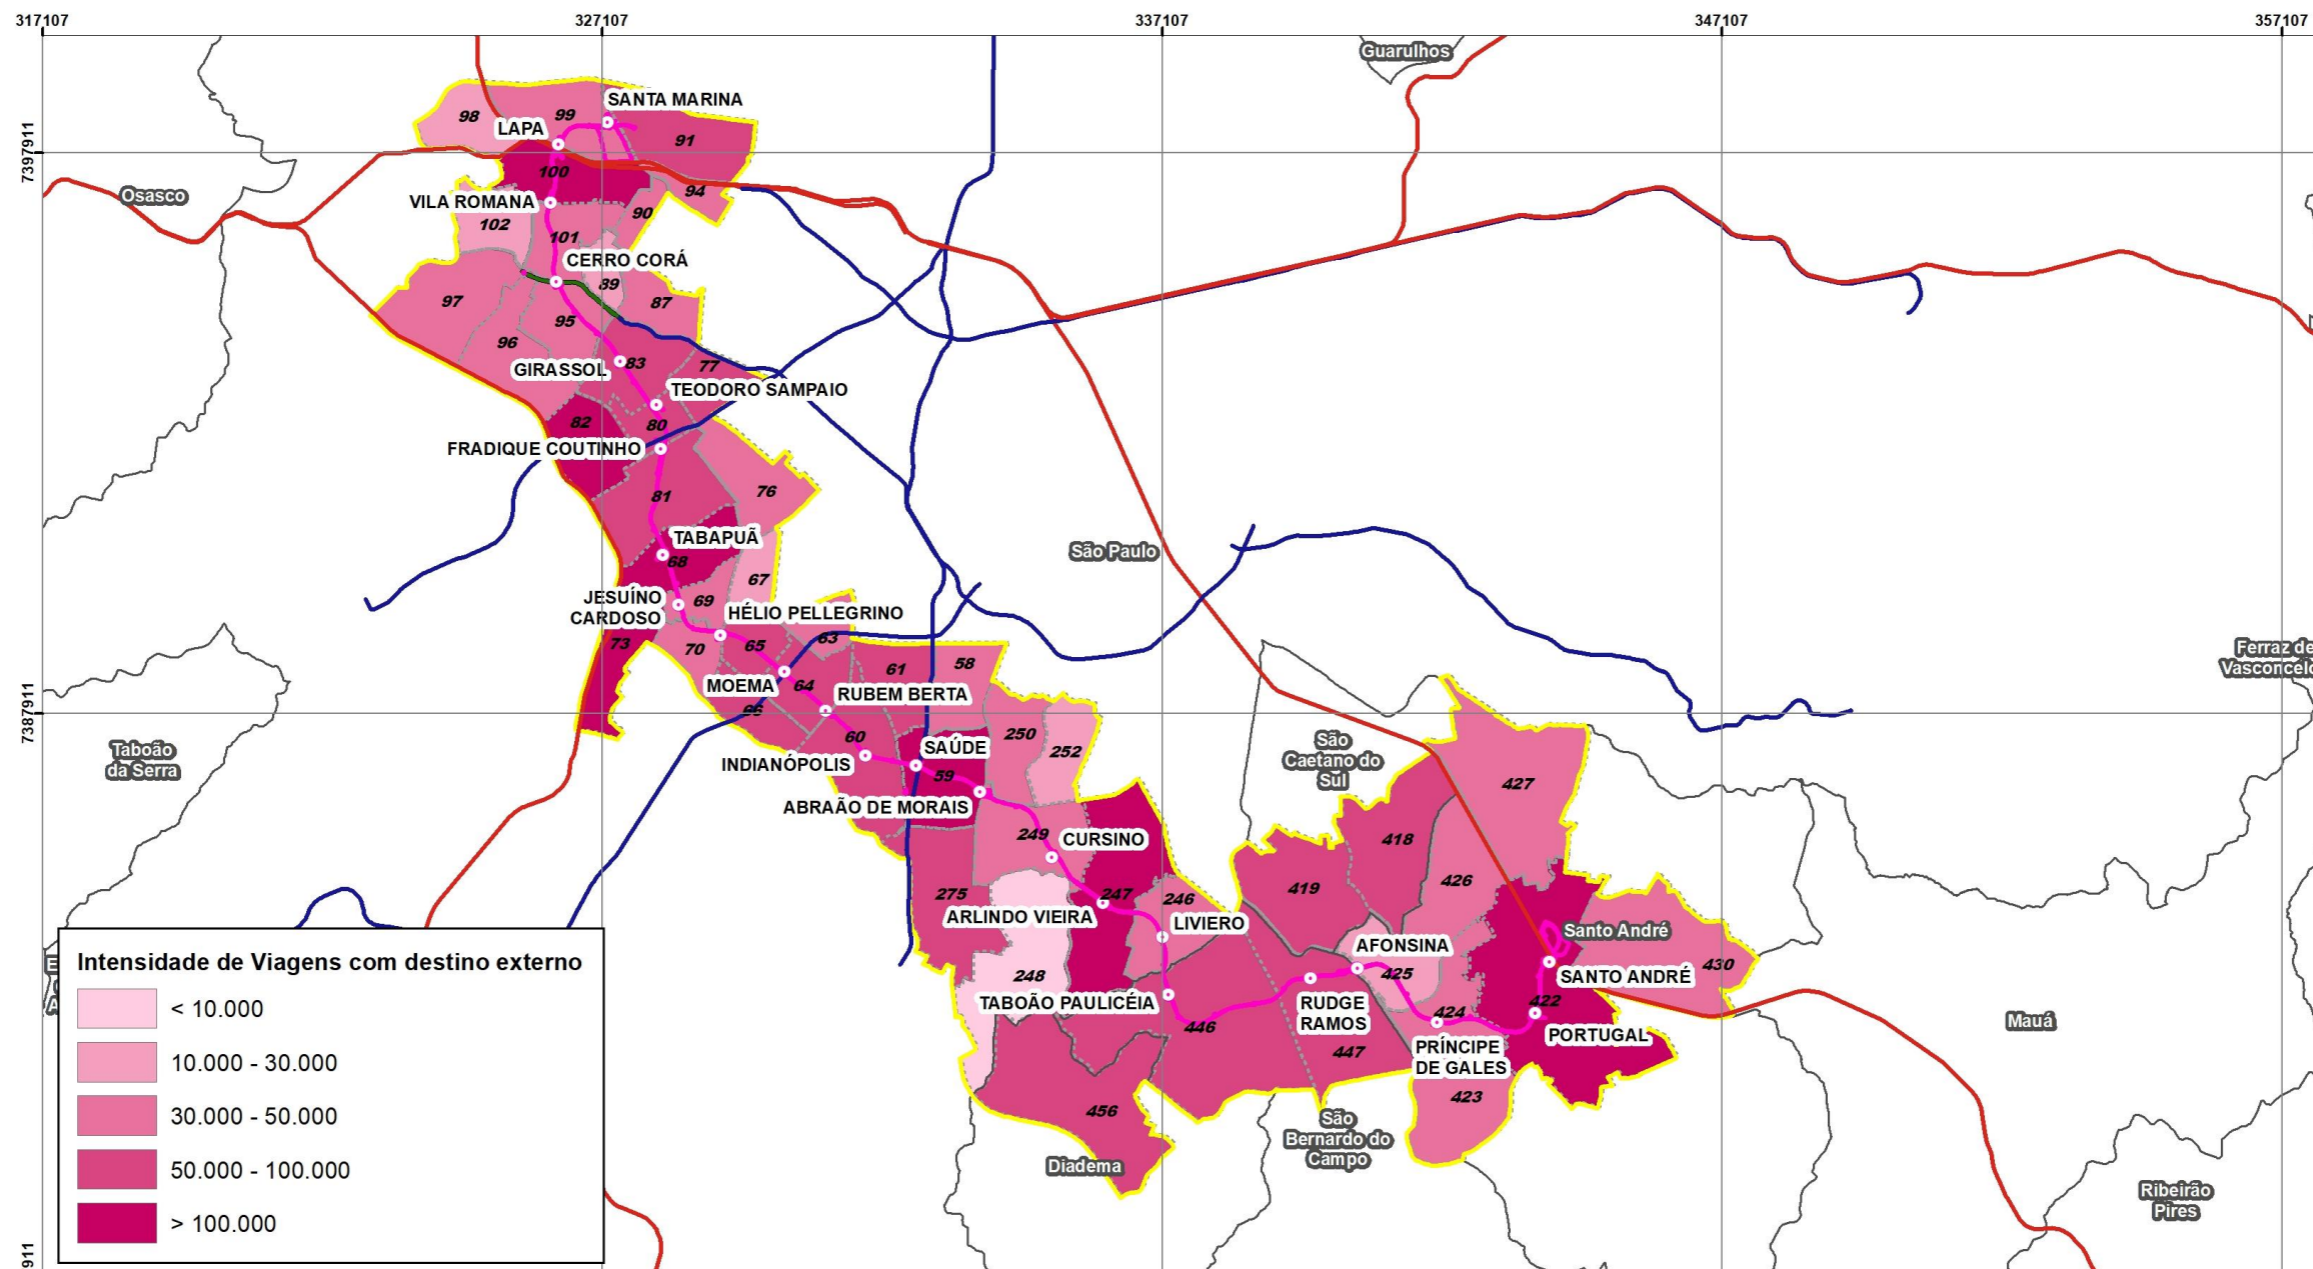 317107
327107
337107
347107
357107
7397911
7387911
911
Guarulhos
Osasco
São Paulo
Ferraz de
Vasconcelo
Taboão
da Serra
São
Caetano do
Sul
Santo André
Mauá
São
Bernardo do
Campo
Diadema
Ribeirão
Pires
SANTA MARINA
LAPA
VILA ROMANA
CERRO CORÁ
GIRASSOL
TEODORO SAMPAIO
FRADIQUE COUTINHO
TABAPUÃ
JESUÍNO
CARDOSO
HÉLIO PELLEGRINO
MOEMA
RUBEM BERTA
INDIANÓPOLIS
SAÚDE
ABRAÃO DE MORAIS
CURSINO
ARLINDO VIEIRA
LIVIERO
TABOÃO PAULICÉIA
AFONSINA
RUDGE
RAMOS
PRÍNCIPE
DE GALES
SANTO ANDRÉ
PORTUGAL
98
99
91
100
94
90
102
101
89
87
97
95
96
83
77
82
80
76
81
68
67
69
63
73
70
65
64
61
58
66
60
250
252
59
249
427
418
275
247
246
419
426
248
425
430
446
424
422
447
423
456
Intensidade de Viagens com destino externo
< 10.000
10.000 - 30.000
30.000 - 50.000
50.000 - 100.000
> 100.000